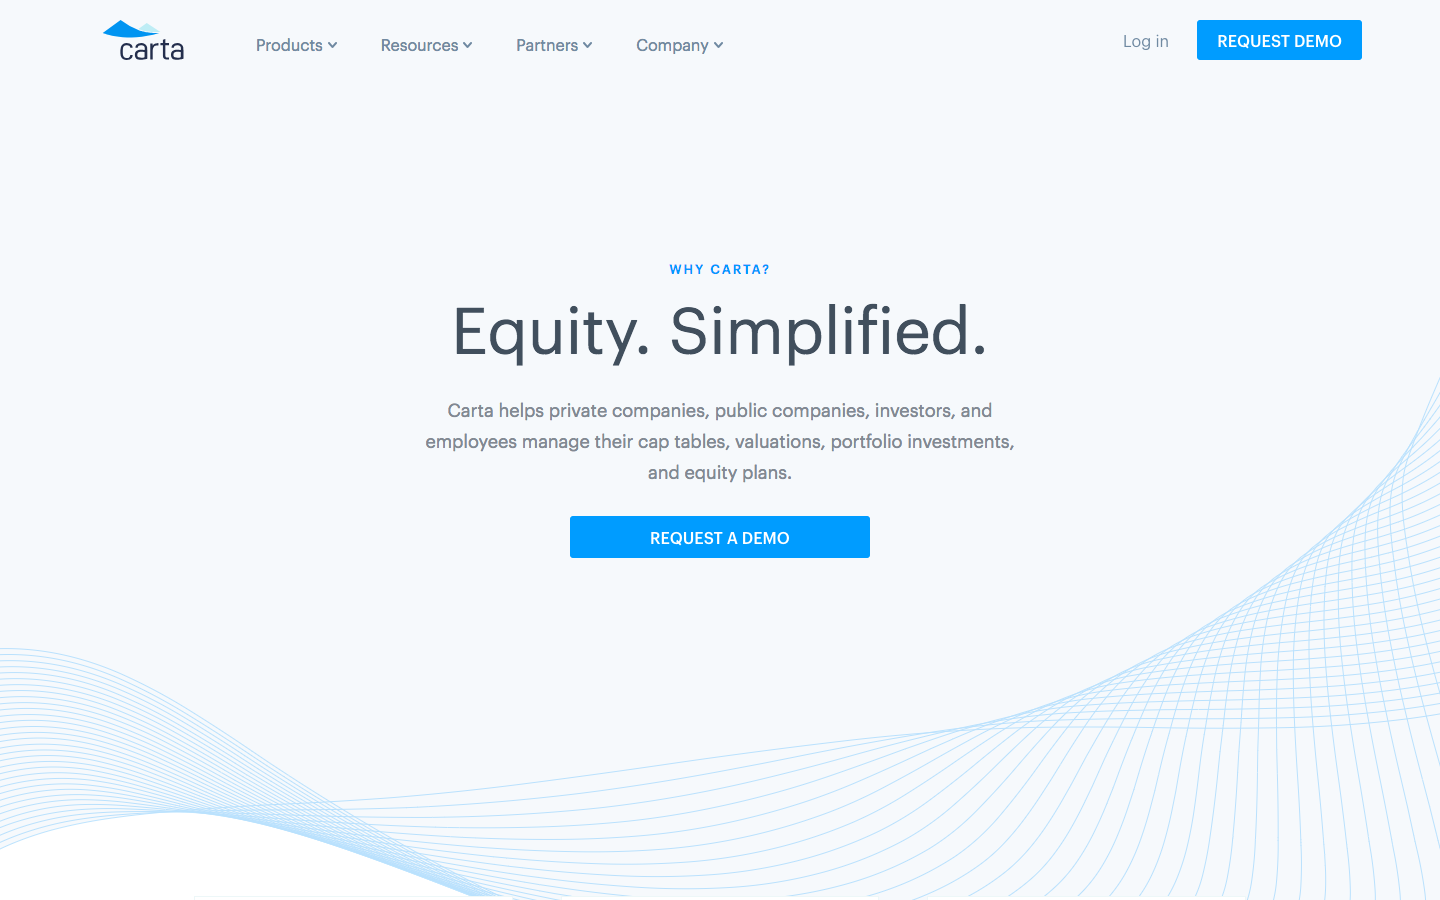 carta
Products
Resources
Partners
Company
Log in
REQUEST DEMO
WHY CARTA?
Equity. Simplified.
Carta helps private companies, public companies, investors, and
employees manage their cap tables, valuations, portfolio investments,
and equity plans.
REQUEST A DEMO